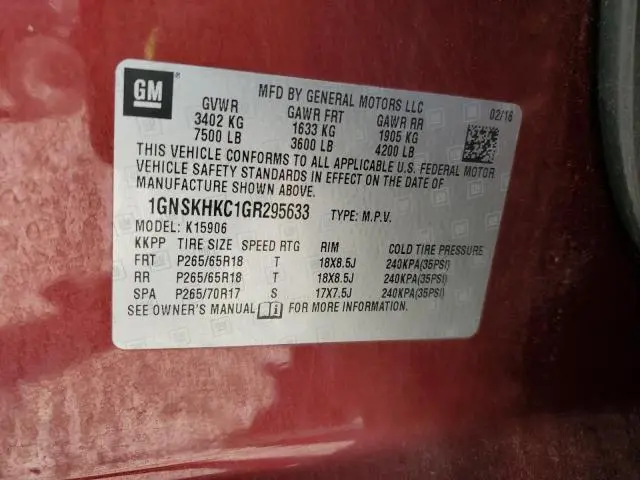 GM
MFD BY GENERAL MOTORS LLC 02/16
GVWR GAWR FRT GAWR RR
3402 KG 1633 KG 1905 KG
7500 LB 3600 LB 4200 LB
THIS VEHICLE CONFORMS TO ALL APPLICABLE U.S. FEDERAL MOTOR
VEHICLE SAFETY STANDARDS IN EFFECT ON THE DATE OF
MANUFACTURE SHOWN ABOVE.
1GNSKHKC1GR295633 TYPE: M.P.V.
MODEL: K15906
KKPP TIRE SIZE SPEED RTG RIM COLD TIRE PRESSURE
FRT P265/65R18 T 18X8.5J 240KPA(35PSI)
RR P265/65R18 T 18X8.5J 240KPA(35PSI)
SPA P265/70R17 S 17X7.5J 240KPA(35PSI)
SEE OWNER'S MANUAL FOR MORE INFORMATION.